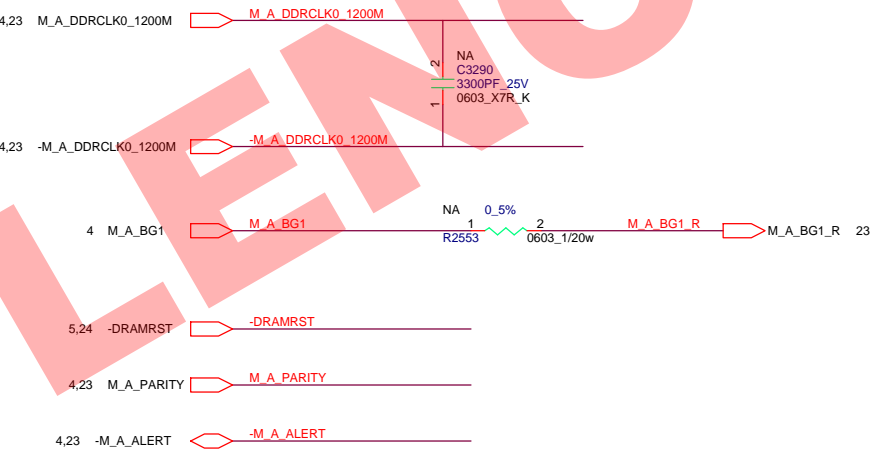 4,23 M_A_DDRCLK0_1200M M_A_DDRCLK0_1200M
2 NA
C3290
3300PF_25V
1 0603_X7R_K
4,23 -M_A_DDRCLK0_1200M -M_A_DDRCLK0_1200M
NA 0_5%
4 M_A_BG1 M_A_BG1 1 2 M_A_BG1_R M_A_BG1_R 23
R2553 0603_1/20w
5,24 -DRAMRST -DRAMRST
4,23 M_A_PARITY M_A_PARITY
4,23 -M_A_ALERT -M_A_ALERT
LENO